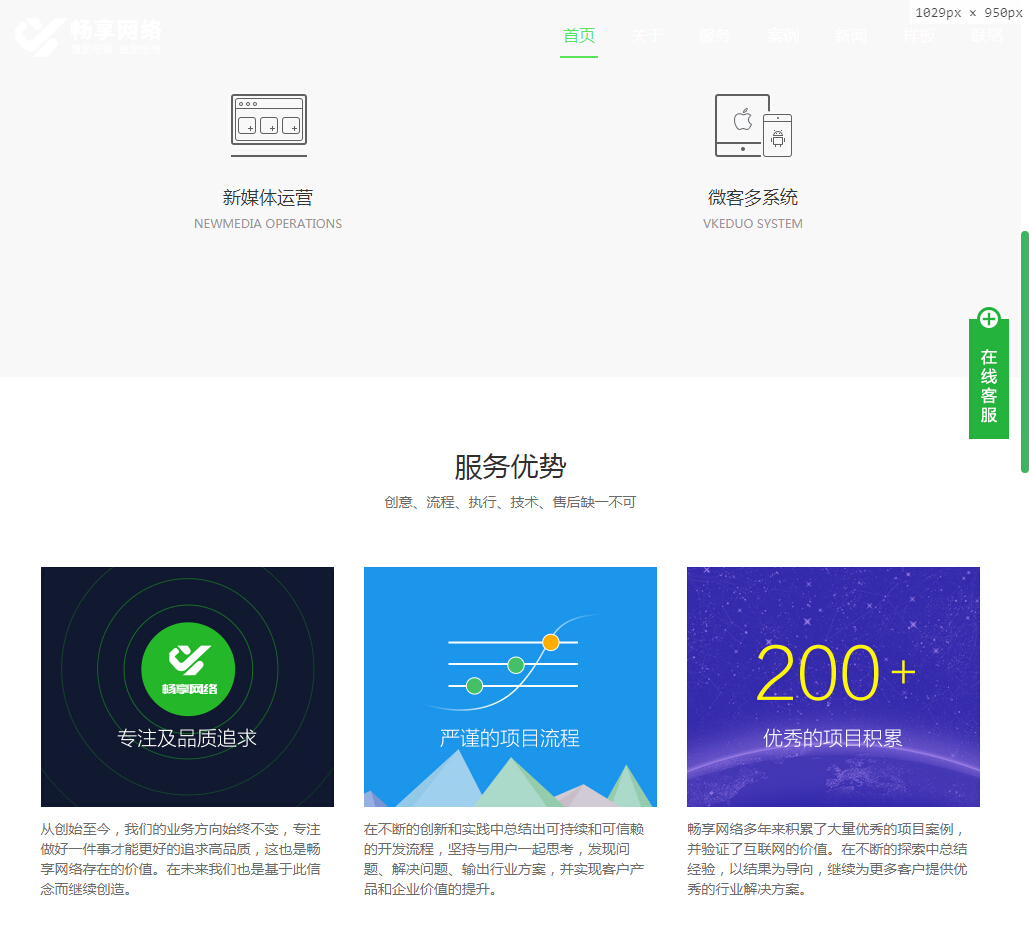 1029px × 950px
畅享网络
首页
关于
服务
案例
新闻
模板
联络
新媒体运营
NEWMEDIA OPERATIONS
微客多系统
VKEDUO SYSTEM
在线客服
服务优势
创意、流程、执行、技术、售后缺一不可
畅享网络
专注及品质追求
严谨的项目流程
200+
优秀的项目积累
从创始至今，我们的业务方向始终不变，专注
做好一件事才能更好的追求高品质，这也是畅
享网络存在的价值。在未来我们也是基于此信
念而继续创造。
在不断的创新和实践中总结出可持续和可信赖
的开发流程，坚持与用户一起思考，发现问
题、解决问题、输出行业方案，并实现客户产
品和企业价值的提升。
畅享网络多年来积累了大量优秀的项目案例，
并验证了互联网的价值。在不断的探索中总结
经验，以结果为导向，继续为更多客户提供优
秀的行业解决方案。